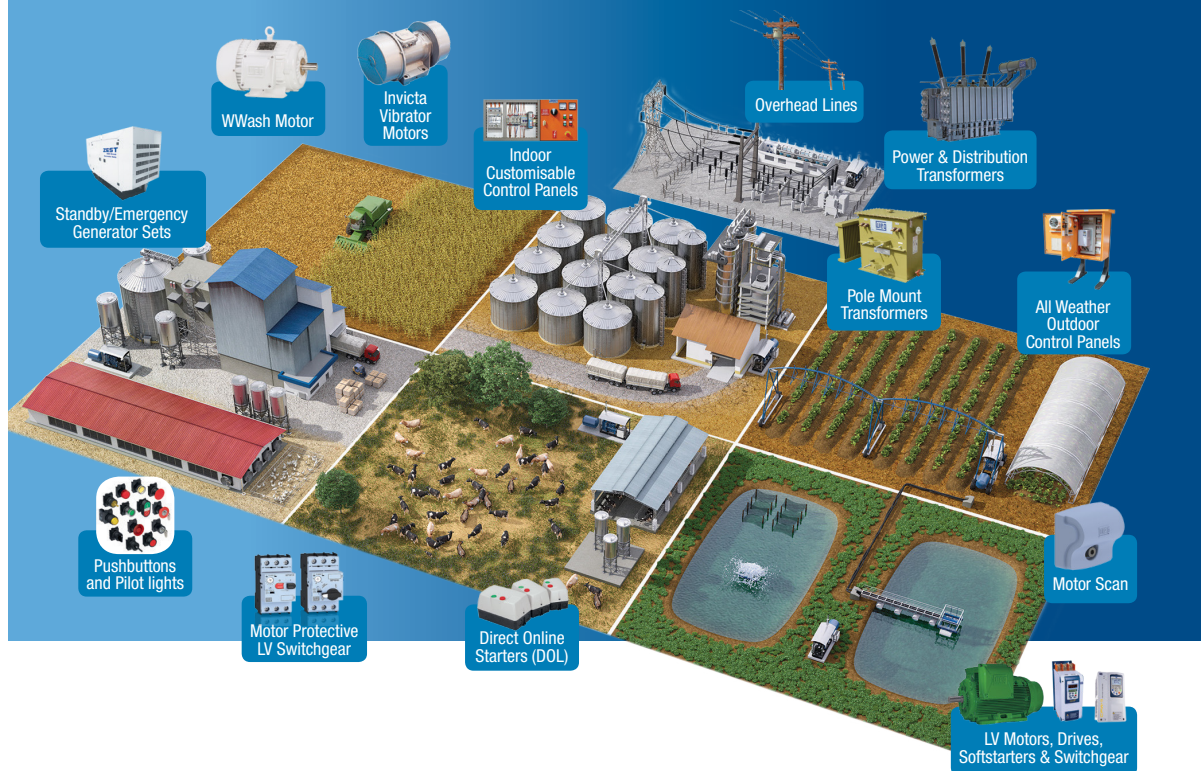 WWash Motor
Invicta
Vibrator
Motors
Indoor
Customisable
Control Panels
Overhead Lines
Power & Distribution
Transformers
ZEST
Standby/Emergency
Generator Sets
Pole Mount
Transformers
All Weather
Outdoor
Control Panels
Pushbuttons
and Pilot lights
Motor Protective
LV Switchgear
Direct Online
Starters (DOL)
Motor Scan
LV Motors, Drives,
Softstarters & Switchgear